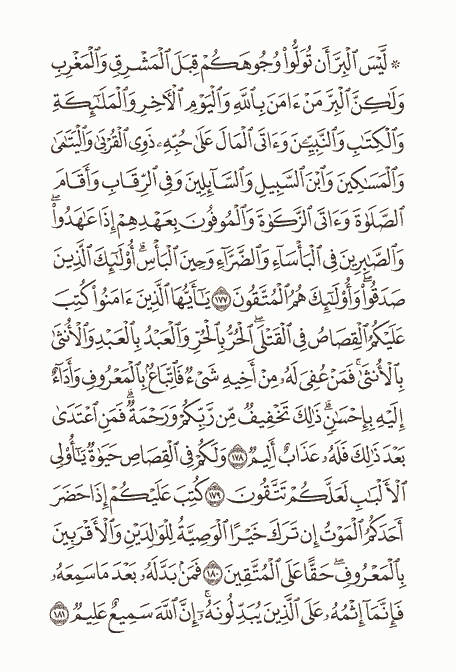 ۞ لَّيْسَ ٱلْبِرَّ أَن تُوَلُّوا۟ وُجُوهَكُمْ قِبَلَ ٱلْمَشْرِقِ وَٱلْمَغْرِبِ
وَلَٰكِنَّ ٱلْبِرَّ مَنْ ءَامَنَ بِٱللَّهِ وَٱلْيَوْمِ ٱلْءَاخِرِ وَٱلْمَلَٰٓئِكَةِ
وَٱلْكِتَٰبِ وَٱلنَّبِيِّـۧنَ وَءَاتَى ٱلْمَالَ عَلَىٰ حُبِّهِۦ ذَوِى ٱلْقُرْبَىٰ وَٱلْيَتَٰمَىٰ
وَٱلْمَسَٰكِينَ وَٱبْنَ ٱلسَّبِيلِ وَٱلسَّآئِلِينَ وَفِى ٱلرِّقَابِ وَأَقَامَ
ٱلصَّلَوٰةَ وَءَاتَى ٱلزَّكَوٰةَ وَٱلْمُوفُونَ بِعَهْدِهِمْ إِذَا عَٰهَدُوا۟ۖ
وَٱلصَّٰبِرِينَ فِى ٱلْبَأْسَآءِ وَٱلضَّرَّآءِ وَحِينَ ٱلْبَأْسِۗ أُو۟لَٰٓئِكَ ٱلَّذِينَ
صَدَقُوا۟ۖ وَأُو۟لَٰٓئِكَ هُمُ ٱلْمُتَّقُونَ ١٧٧ يَٰٓأَيُّهَا ٱلَّذِينَ ءَامَنُوا۟ كُتِبَ
عَلَيْكُمُ ٱلْقِصَاصُ فِى ٱلْقَتْلَىۖ ٱلْحُرُّ بِٱلْحُرِّ وَٱلْعَبْدُ بِٱلْعَبْدِ وَٱلْأُنثَىٰ
بِٱلْأُنثَىٰۚ فَمَنْ عُفِىَ لَهُۥ مِنْ أَخِيهِ شَىْءٌ فَٱتِّبَاعٌۢ بِٱلْمَعْرُوفِ وَأَدَآءٌ
إِلَيْهِ بِإِحْسَٰنٍۗ ذَٰلِكَ تَخْفِيفٌ مِّن رَّبِّكُمْ وَرَحْمَةٌۗ فَمَنِ ٱعْتَدَىٰ
بَعْدَ ذَٰلِكَ فَلَهُۥ عَذَابٌ أَلِيمٌ ١٧٨ وَلَكُمْ فِى ٱلْقِصَاصِ حَيَوٰةٌ يَٰٓأُو۟لِى
ٱلْأَلْبَٰبِ لَعَلَّكُمْ تَتَّقُونَ ١٧٩ كُتِبَ عَلَيْكُمْ إِذَا حَضَرَ
أَحَدَكُمُ ٱلْمَوْتُ إِن تَرَكَ خَيْرًا ٱلْوَصِيَّةُ لِلْوَٰلِدَيْنِ وَٱلْأَقْرَبِينَ
بِٱلْمَعْرُوفِۖ حَقًّا عَلَى ٱلْمُتَّقِينَ ١٨٠ فَمَنۢ بَدَّلَهُۥ بَعْدَ مَا سَمِعَهُۥ
فَإِنَّمَآ إِثْمُهُۥ عَلَى ٱلَّذِينَ يُبَدِّلُونَهُۥٓۚ إِنَّ ٱللَّهَ سَمِيعٌ عَلِيمٌ ١٨١